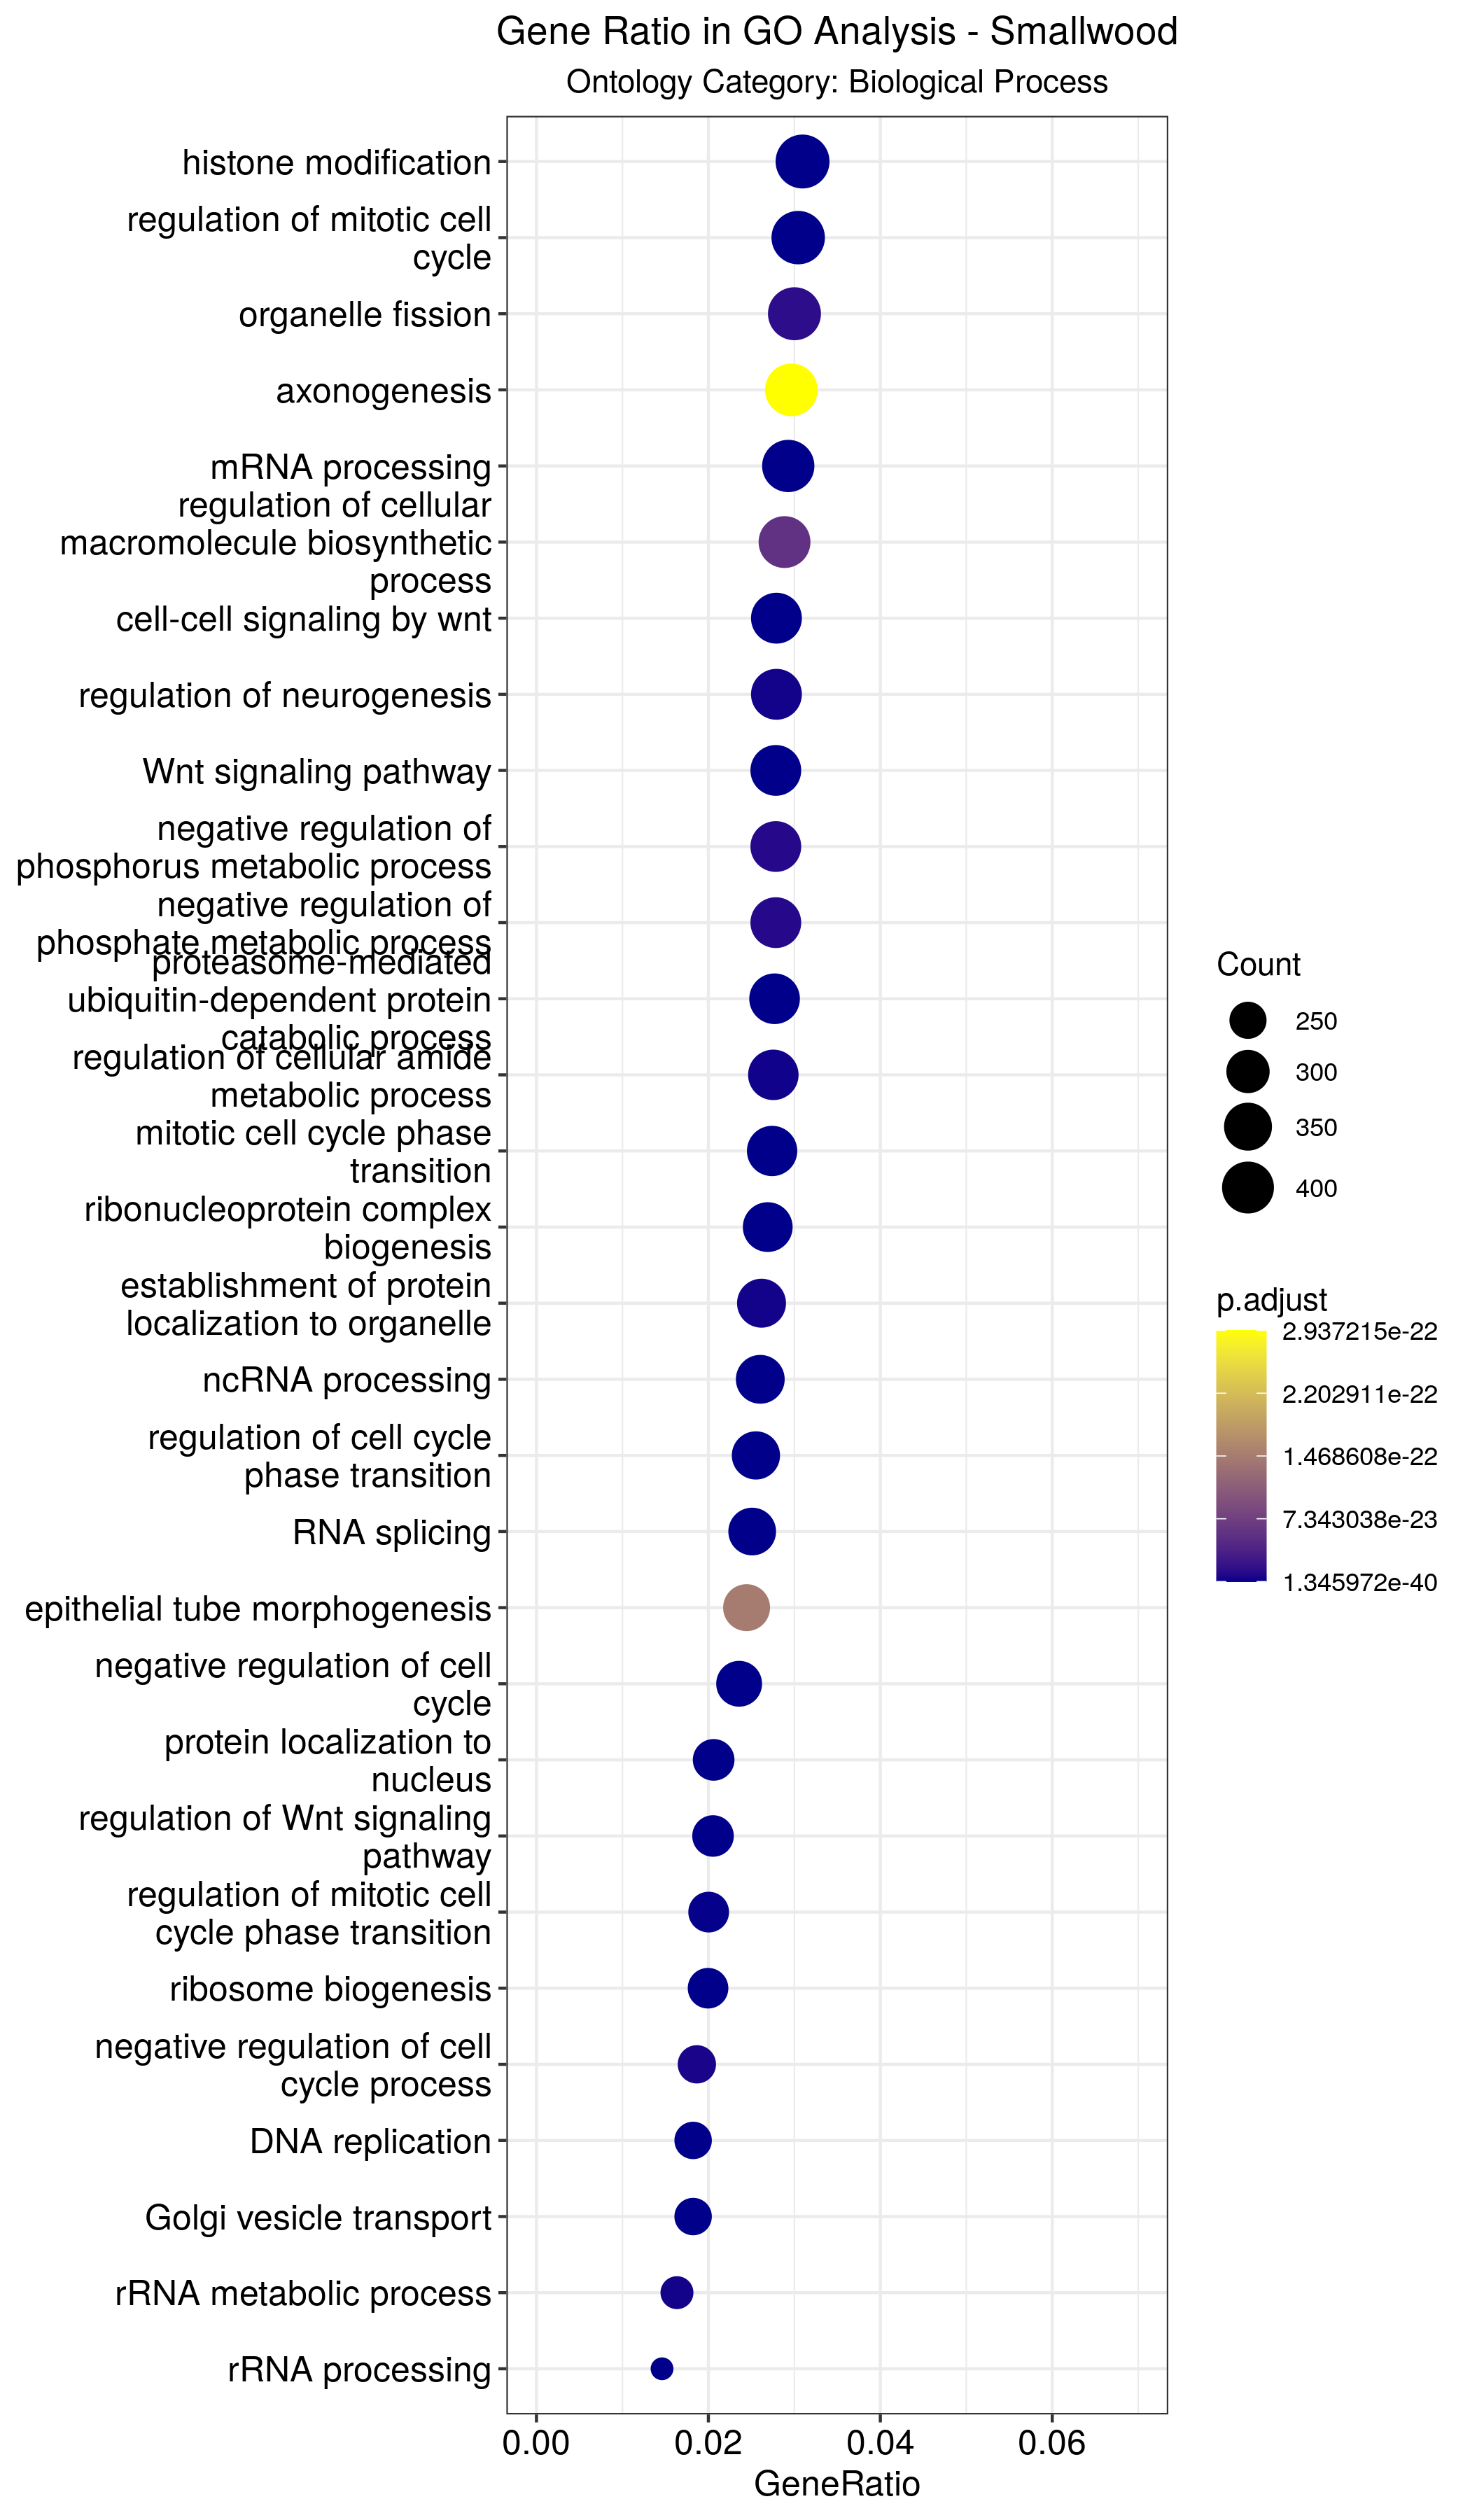 Gene Ratio in GO Analysis - Smallwood
Ontology Category: Biological Process
histone modification
regulation of mitotic cell
cycle
organelle fission
axonogenesis
mRNA processing
regulation of cellular
macromolecule biosynthetic
process
cell-cell signaling by wnt
regulation of neurogenesis
Wnt signaling pathway
negative regulation of
phosphorus metabolic process
negative regulation of
phosphate metabolic process
proteasome-mediated
ubiquitin-dependent protein
catabolic process
regulation of cellular amide
metabolic process
mitotic cell cycle phase
transition
ribonucleoprotein complex
biogenesis
establishment of protein
localization to organelle
ncRNA processing
regulation of cell cycle
phase transition
RNA splicing
epithelial tube morphogenesis
negative regulation of cell
cycle
protein localization to
nucleus
regulation of Wnt signaling
pathway
regulation of mitotic cell
cycle phase transition
ribosome biogenesis
negative regulation of cell
cycle process
DNA replication
Golgi vesicle transport
rRNA metabolic process
rRNA processing
0.00 0.02 0.04 0.06
GeneRatio
Count
250
300
350
400
p.adjust
2.937215e-22
2.202911e-22
1.468608e-22
7.343038e-23
1.345972e-40